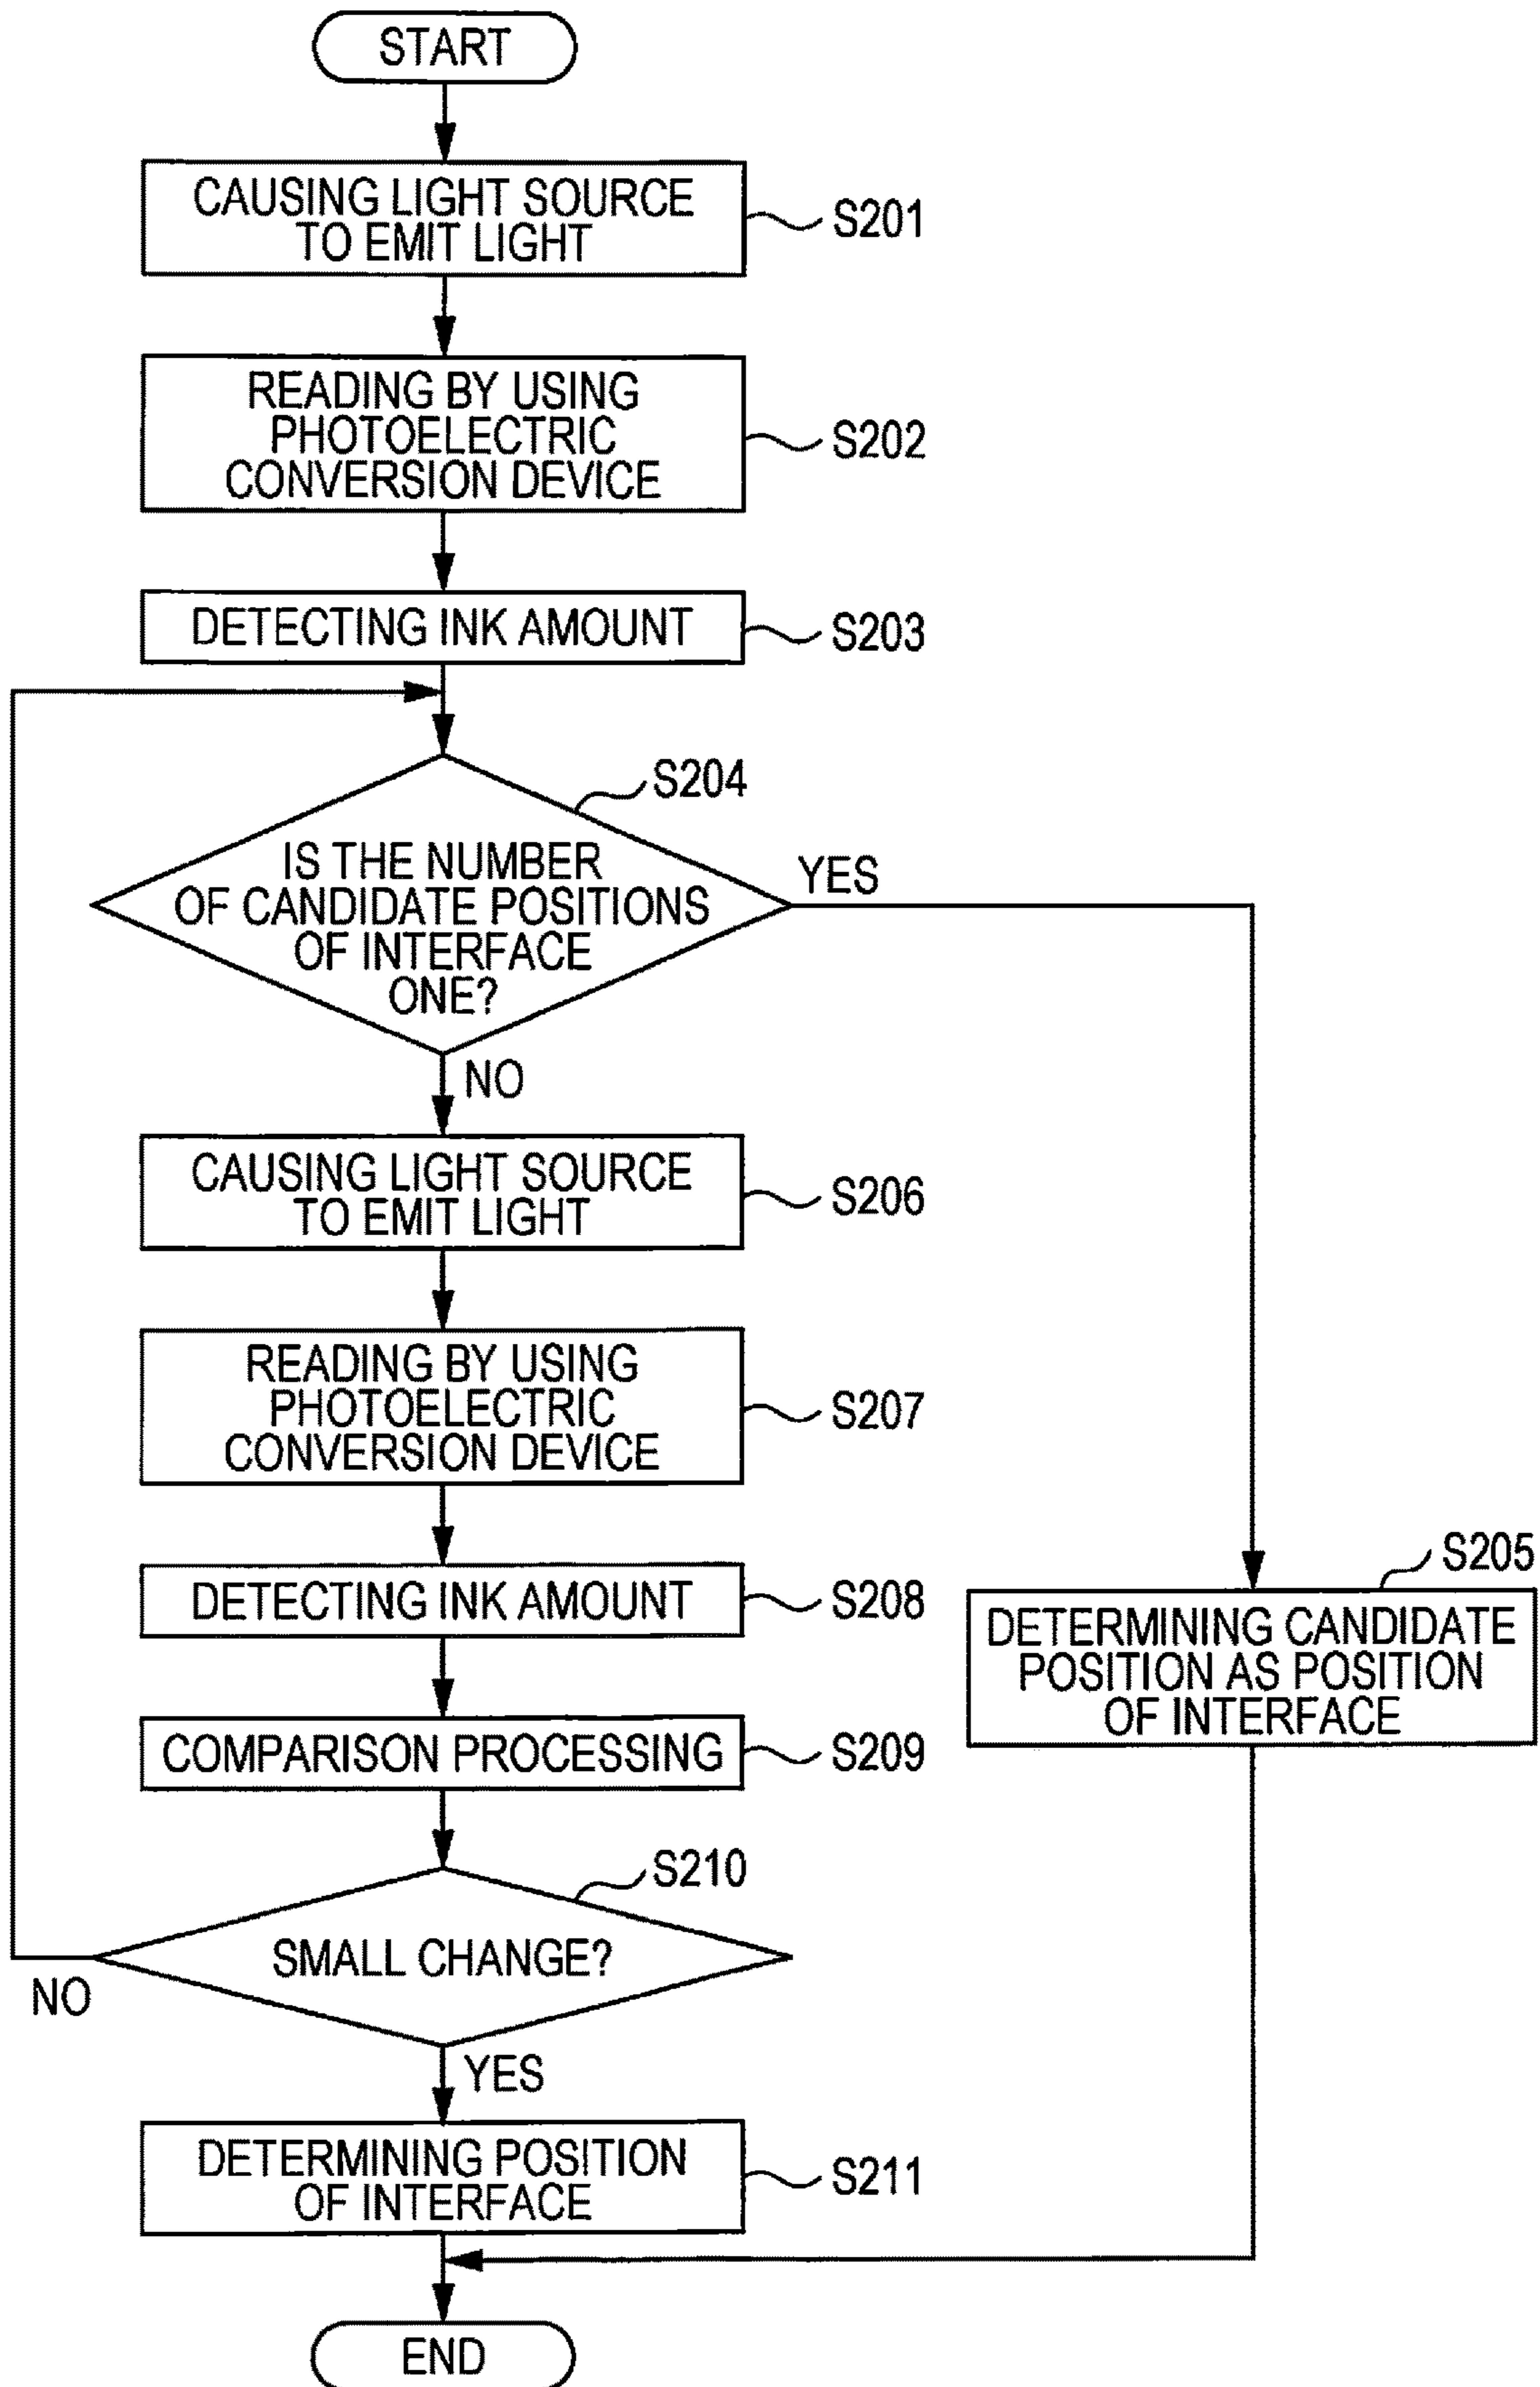 START
CAUSING LIGHT SOURCE
TO EMIT LIGHT
S201
READING BY USING
PHOTOELECTRIC
CONVERSION DEVICE
S202
DETECTING INK AMOUNT
S203
S204
IS THE NUMBER
OF CANDIDATE POSITIONS
OF INTERFACE
ONE?
YES
NO
CAUSING LIGHT SOURCE
TO EMIT LIGHT
S206
READING BY USING
PHOTOELECTRIC
CONVERSION DEVICE
S207
S205
DETERMINING CANDIDATE
POSITION AS POSITION
OF INTERFACE
DETECTING INK AMOUNT
S208
COMPARISON PROCESSING
S209
S210
SMALL CHANGE?
NO
YES
DETERMINING POSITION
OF INTERFACE
S211
END